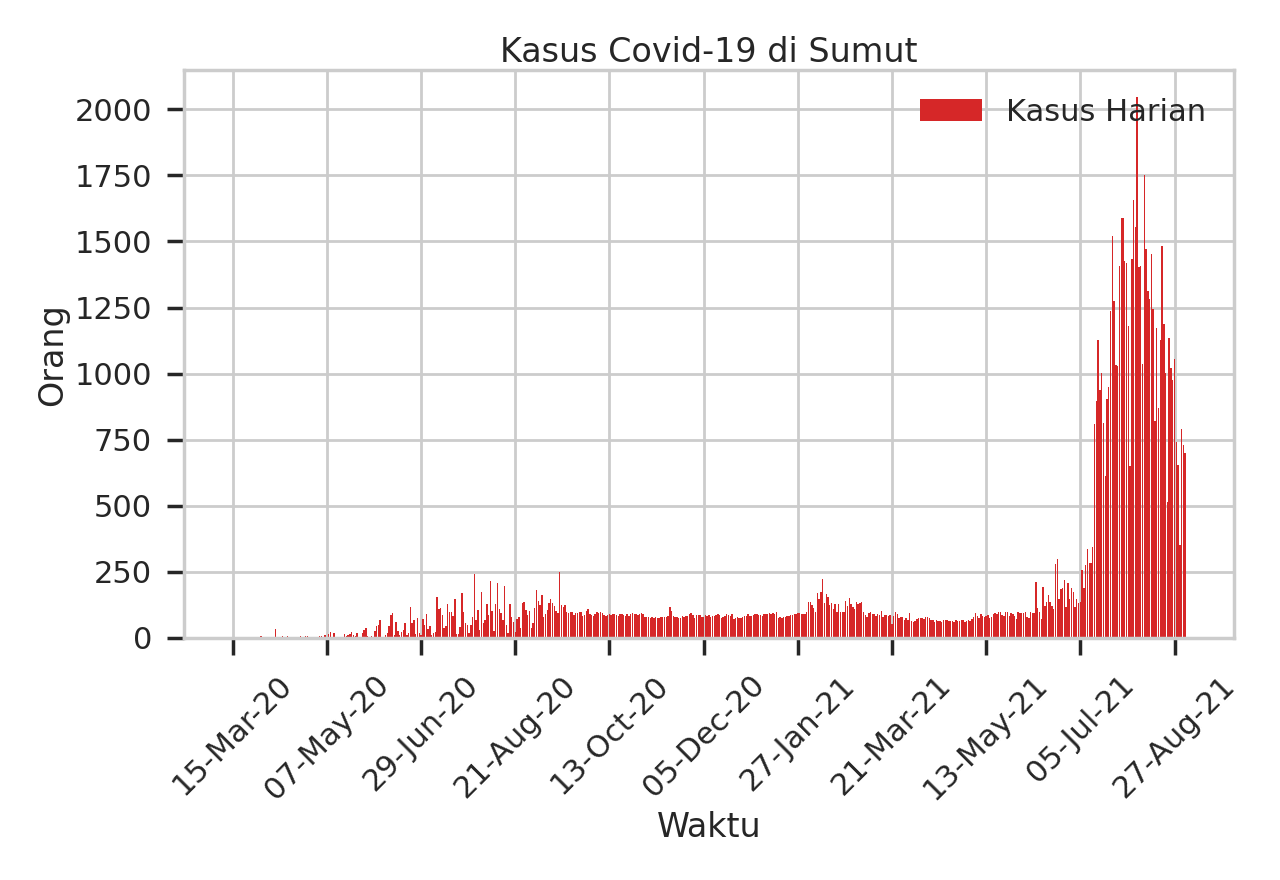 Kasus Covid-19 di Sumut
Kasus Harian
2000
1750
1500
1250
1000
750
500
250
0
Orang
15-Mar-20
07-May-20
29-Jun-20
21-Aug-20
13-Oct-20
05-Dec-20
27-Jan-21
21-Mar-21
13-May-21
05-Jul-21
27-Aug-21
Waktu